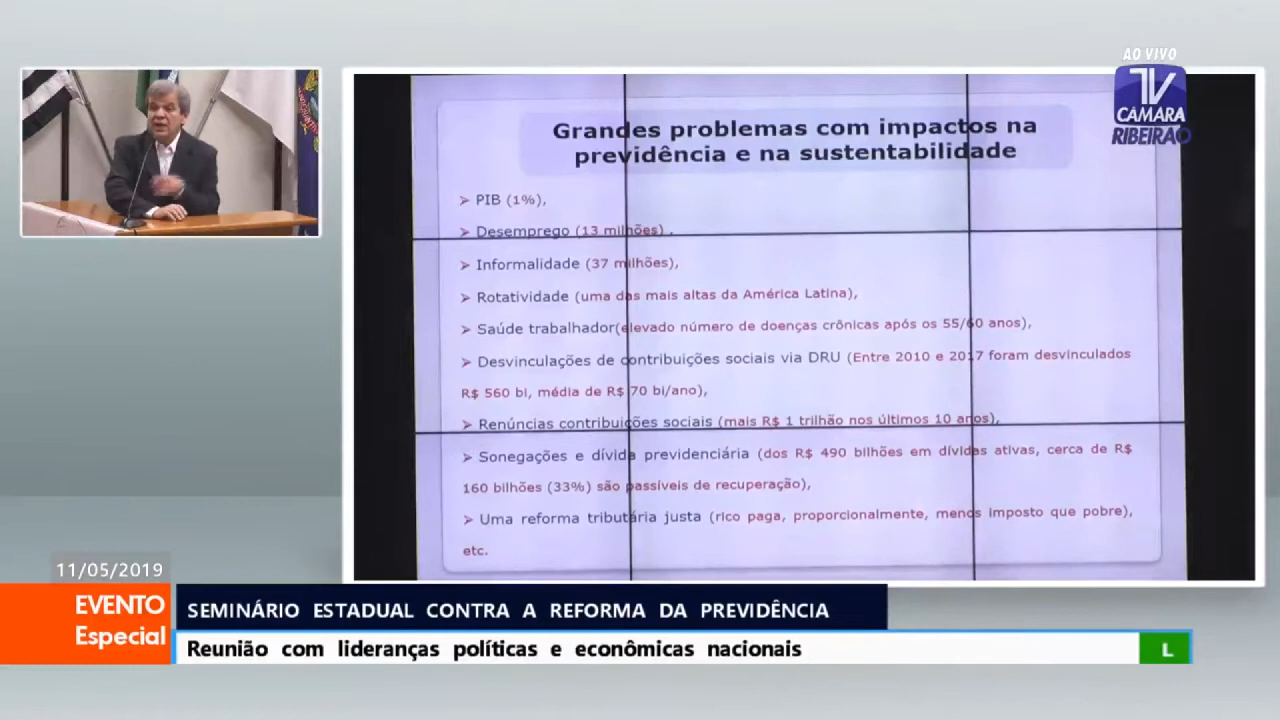 AO VIVO
TV
CÂMARA
RIBEIRÃO
Grandes problemas com impactos na
previdência e na sustentabilidade
➢ PIB (1%),
➢ Desemprego (13 milhões) .
➢ Informalidade (37 milhões),
➢ Rotatividade (uma das mais altas da América Latina),
➢ Saúde trabalhador(elevado número de doenças crônicas após os 55/60 anos),
➢ Desvinculações de contribuições sociais via DRU (Entre 2010 e 2017 foram desvinculados
R$ 560 bi, média de R$ 70 bi/ano),
➢ Renúncias contribuições sociais (mais R$ 1 trilhão nos últimos 10 anos),
➢ Sonegações e dívida previdenciária (dos R$ 490 bilhões em dívidas ativas, cerca de R$
160 bilhões (33%) são passíveis de recuperação),
➢ Uma reforma tributária justa (rico paga, proporcionalmente, menos imposto que pobre),
etc.
11/05/2019
EVENTO
Especial
SEMINÁRIO ESTADUAL CONTRA A REFORMA DA PREVIDÊNCIA
Reunião com lideranças políticas e econômicas nacionais
L